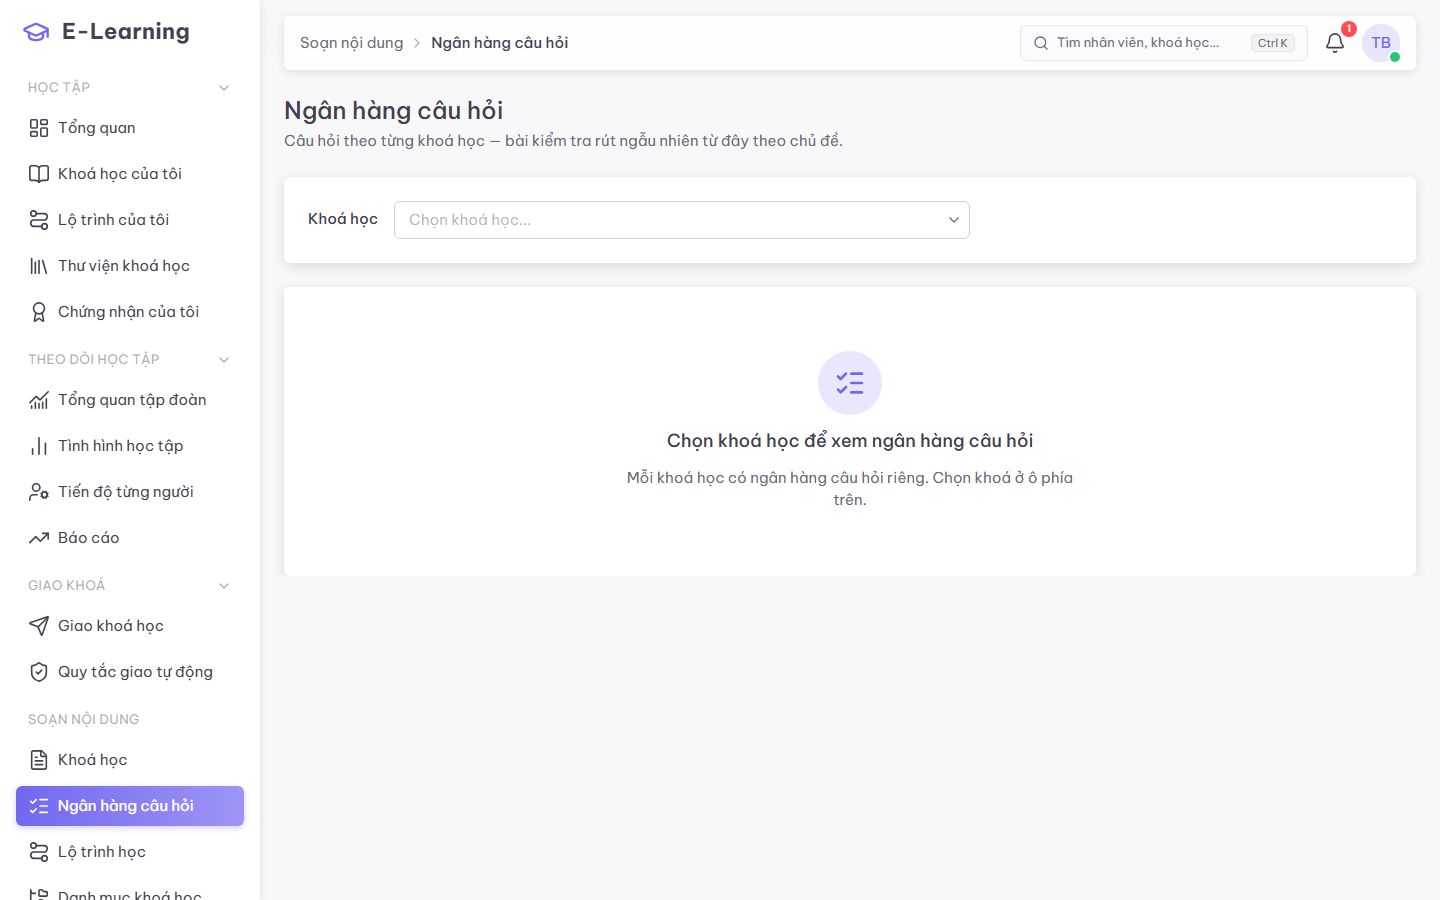 E-Learning
HỌC TẬP
Tổng quan
Khoá học của tôi
Lộ trình của tôi
Thư viện khoá học
Chứng nhận của tôi
THEO DÕI HỌC TẬP
Tổng quan tập đoàn
Tình hình học tập
Tiến độ từng người
Báo cáo
GIAO KHOÁ
Giao khoá học
Quy tắc giao tự động
SOẠN NỘI DUNG
Khoá học
Ngân hàng câu hỏi
Lộ trình học
Danh mục khoá học
Soạn nội dung > Ngân hàng câu hỏi
Tìm nhân viên, khoá học... Ctrl K
1
TB
Ngân hàng câu hỏi
Câu hỏi theo từng khoá học — bài kiểm tra rút ngẫu nhiên từ đây theo chủ đề.
Khoá học Chọn khoá học...
Chọn khoá học để xem ngân hàng câu hỏi
Mỗi khoá học có ngân hàng câu hỏi riêng. Chọn khoá ở ô phía
trên.